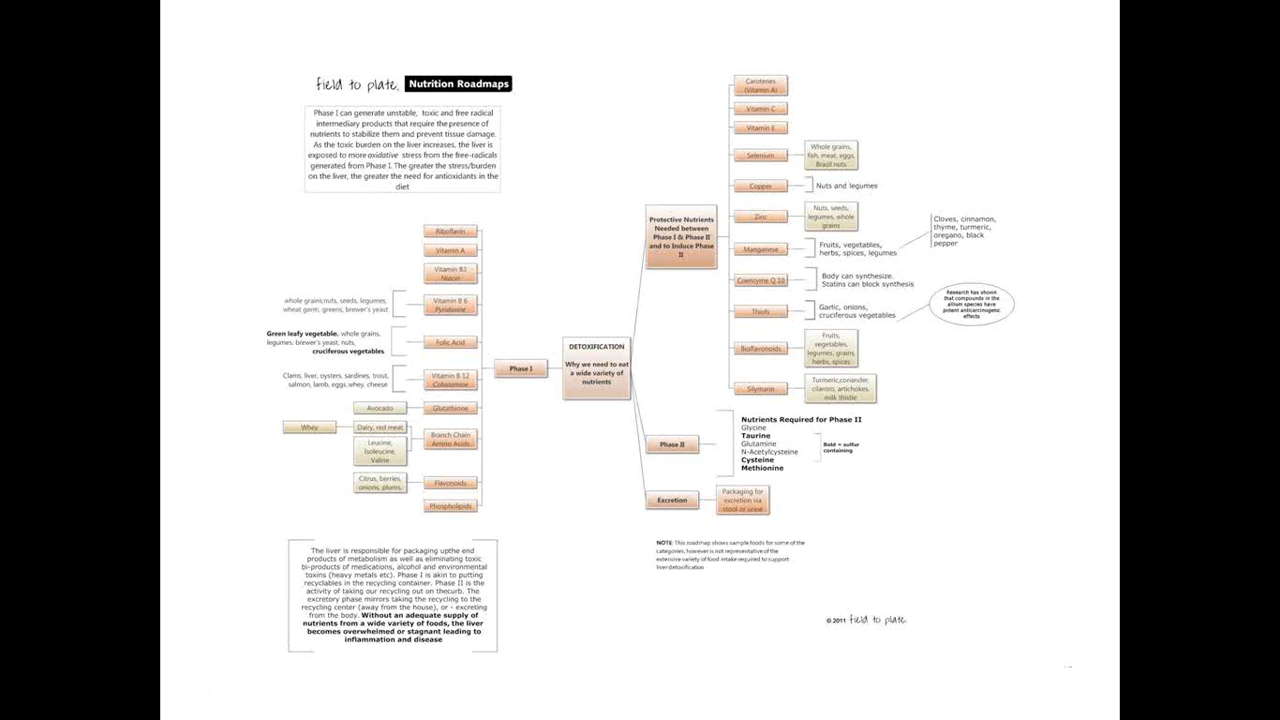 field to plate. Nutrition Roadmaps
Phase I can generate unstable, toxic and free radical
intermediary products that require the presence of
nutrients to stabilize them and prevent tissue damage.
As the toxic burden on the liver increases, the liver is
exposed to more oxidative stress from the free-radicals
generated from Phase I. The greater the stress/burden
on the liver, the greater the need for antioxidants in the
diet
Riboflavin
Vitamin A
Vitamin B3
Niacin
Vitamin B 6
Pyridoxine
whole grains,nuts, seeds, legumes,
wheat germ, greens, brewer's yeast
Folic Acid
Green leafy vegetable, whole grains,
legumes, brewer's yeast, nuts,
cruciferous vegetables
Vitamin B 12
Cobalamine
Clams, liver, oysters, sardines, trout,
salmon, lamb, eggs,whey, cheese
Glutathione
Avocado
Branch Chain
Amino Acids
Dairy, red meat
Whey
Leucine,
Isoleucine,
Valine
Flavonoids
Citrus, berries,
onions, plums,
Phospholipids
Phase I
DETOXIFICATION
Why we need to eat
a wide variety of
nutrients
Protective Nutrients
Needed between
Phase I & Phase II
and to Induce Phase
II
Carotenes
(Vitamin A)
Vitamin C
Vitamin E
Selenium
Whole grains,
fish, meat, eggs,
Brazil nuts
Copper
Nuts and legumes
Zinc
Nuts, seeds,
legumes, whole
grains
Manganese
Fruits, vegetables,
herbs, spices, legumes
Cloves, cinnamon,
thyme, turmeric,
oregano, black
pepper
Coenzyme Q 10
Body can synthesize.
Statins can block synthesis
Thiols
Garlic, onions,
cruciferous vegetables
Research has shown
that compounds in the
allium species have
potent anticarcinogenic
effects
Bioflavonoids
Fruits,
vegetables,
legumes, grains,
herbs, spices
Silymarin
Turmeric,coriander,
cilantro, artichokes,
milk thistle
Phase II
Nutrients Required for Phase II
Glycine
Taurine
Glutamine
N-Acetylcysteine
Cysteine
Methionine
Bold = sulfur
containing
Excretion
Packaging for
excretion via
stool or urine
The liver is responsible for packaging upthe end
products of metabolism as well as eliminating toxic
bi-products of medications, alcohol and environmental
toxins (heavy metals etc). Phase I is akin to putting
recyclables in the recycling container. Phase II is the
activity of taking our recycling out on thecurb. The
excretory phase mirrors taking the recycling to the
recycling center (away from the house), or - excreting
from the body. Without an adequate supply of
nutrients from a wide variety of foods, the liver
becomes overwhelmed or stagnant leading to
inflammation and disease
NOTE: This roadmap shows sample foods for some of the
categories, however is not representative of the
extensive variety of food intake required to support
liver detoxification
© 2011 field to plate.